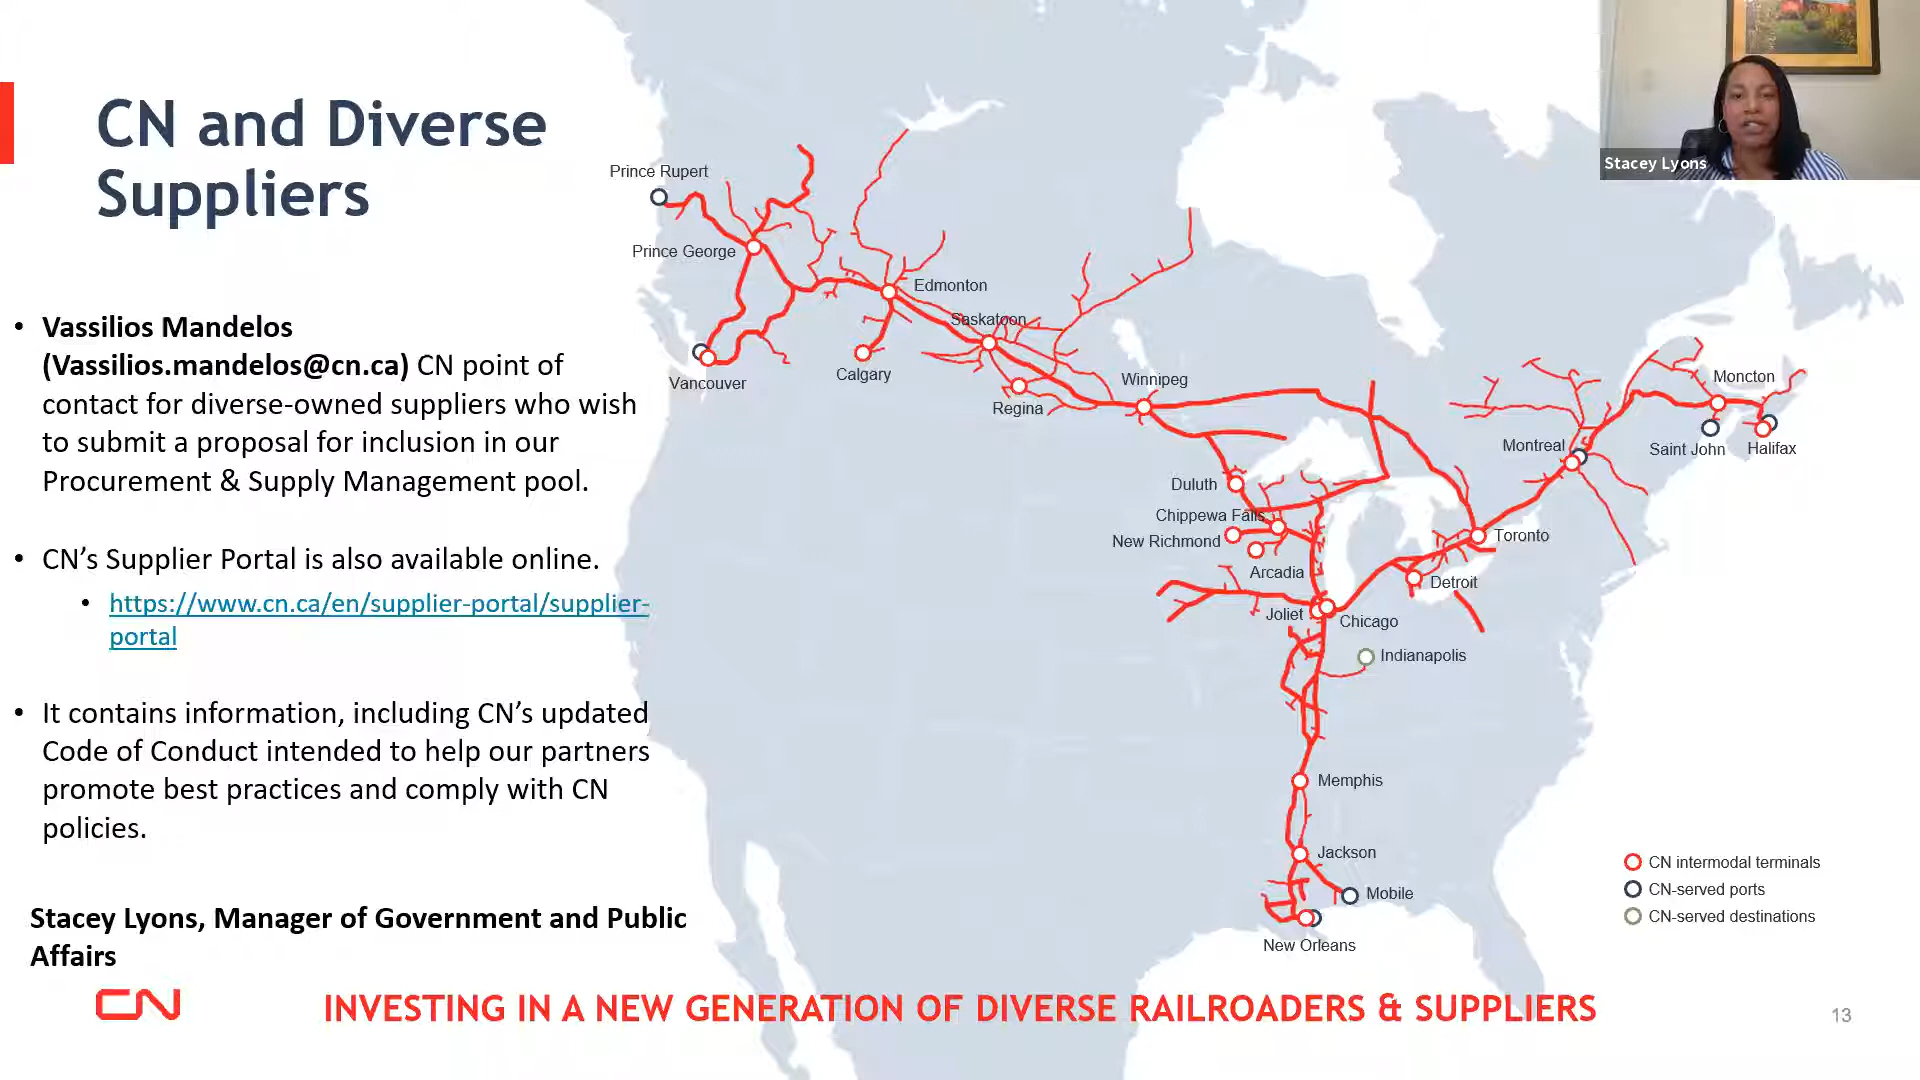 CN and Diverse
Suppliers
• Vassilios Mandelos
(Vassilios.mandelos@cn.ca) CN point of
contact for diverse-owned suppliers who wish
to submit a proposal for inclusion in our
Procurement & Supply Management pool.
• CN’s Supplier Portal is also available online.
• https://www.cn.ca/en/supplier-portal/supplier-
portal
• It contains information, including CN’s updated
Code of Conduct intended to help our partners
promote best practices and comply with CN
policies.
Stacey Lyons, Manager of Government and Public
Affairs
Stacey Lyons
Prince Rupert
Prince George
Edmonton
Saskatoon
Vancouver
Calgary
Regina
Winnipeg
Moncton
Montreal
Saint John
Halifax
Duluth
Chippewa Falls
New Richmond
Arcadia
Toronto
Detroit
Joliet
Chicago
Indianapolis
Memphis
Jackson
Mobile
New Orleans
CN intermodal terminals
CN-served ports
CN-served destinations
CN
INVESTING IN A NEW GENERATION OF DIVERSE RAILROADERS & SUPPLIERS
13